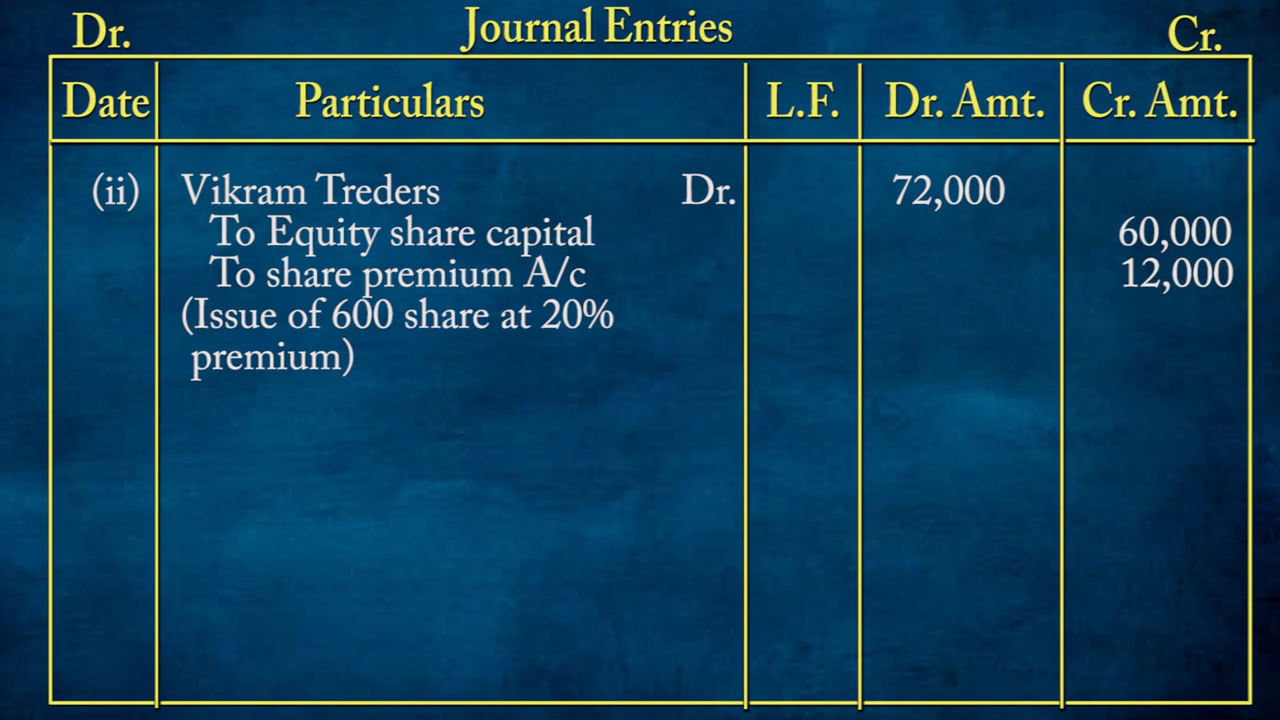 Dr. Journal Entries Cr.
Date Particulars L.F. Dr. Amt. Cr. Amt.
(ii) Vikram Treders Dr. 72,000
To Equity share capital 60,000
To share premium A/c 12,000
(Issue of 600 share at 20%
premium)